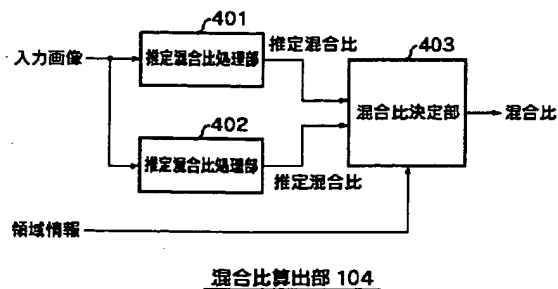 401
推定混合比処理部
推定混合比
入力画像
403
混合比決定部
混合比
402
推定混合比処理部
推定混合比
領域情報
混合比算出部 104